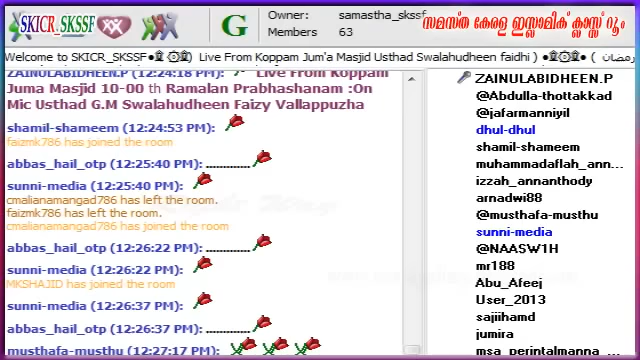 SKICR_SKSSF
G
Owner: samastha_skssf
Members 63
സമസ്ത കേരള ഇസ്ലാമിക് ക്ലാസ്സ് റൂം
Welcome to SKICR_SKSSF Live From Koppam Jum'a Masjid Usthad Swalahudheen faidhi )
ZAINULABIDHEEN.P (12:24:18 PM): Live From Koppam
Juma Masjid 10-00 th Ramalan Prabhashanam :On
Mic Usthad G.M Swalahudheen Faizy Vallappuzha
shamil-shameem (12:24:53 PM):
faizmk786 has joined the room
abbas_hail_otp (12:25:40 PM): .............
sunni-media (12:25:40 PM):
cmalianamangad786 has left the room.
faizmk786 has left the room.
cmalianamangad786 has joined the room
abbas_hail_otp (12:26:22 PM): .............
sunni-media (12:26:22 PM):
MKSHAJID has joined the room
sunni-media (12:26:37 PM):
abbas_hail_otp (12:26:37 PM): .............
musthafa-musthu (12:27:17 PM):
ZAINULABIDHEEN.P
@Abdulla-thottakkad
@jafarmanniyil
dhul-dhul
shamil-shameem
muhammadaflah_ann...
izzah_annanthody
arnadwi88
@musthafa-musthu
sunni-media
@NAASW1H
mr188
Abu_Afeej
User_2013
sajiihamd
jumira
msa_perintalmanna_...